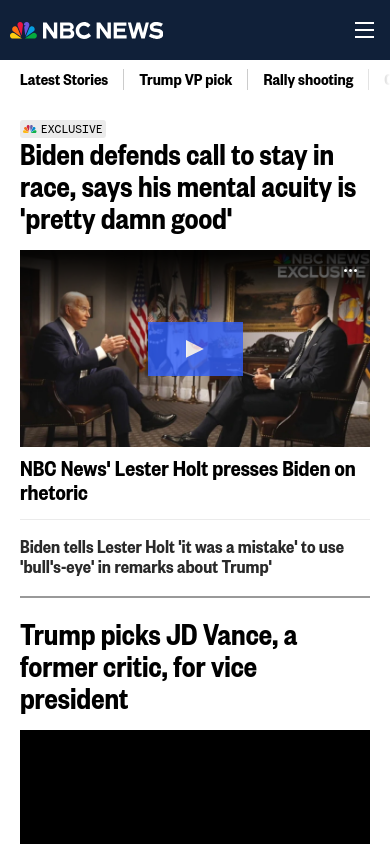 NBC NEWS
Latest Stories
Trump VP pick
Rally shooting
EXCLUSIVE
Biden defends call to stay in
race, says his mental acuity is
'pretty damn good'
NBC NEWS
EXCLUSIVE
NBC News' Lester Holt presses Biden on
rhetoric
Biden tells Lester Holt 'it was a mistake' to use
'bull's-eye' in remarks about Trump'
Trump picks JD Vance, a
former critic, for vice
president